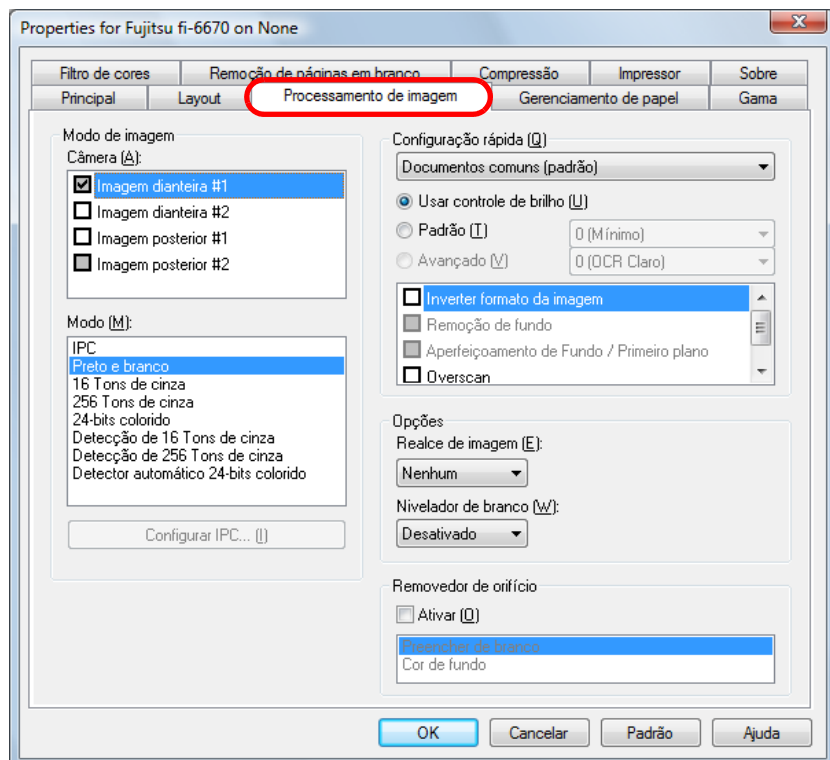 Properties for Fujitsu fi-6670 on None
Filtro de cores
Remoção de páginas em branco
Compressão
Impressor
Sobre
Principal
Layout
Processamento de imagem
Gerenciamento de papel
Gama
Modo de imagem
Câmera (A):
Imagem dianteira #1
Imagem dianteira #2
Imagem posterior #1
Imagem posterior #2
Modo (M):
IPC
Preto e branco
16 Tons de cinza
256 Tons de cinza
24-bits colorido
Detecção de 16 Tons de cinza
Detecção de 256 Tons de cinza
Detector automático 24-bits colorido
Configurar IPC... (I)
Configuração rápida (Q)
Documentos comuns (padrão)
Usar controle de brilho (U)
Padrão (T)
0 (Mínimo)
Avançado (V)
0 (OCR Claro)
Inverter formato da imagem
Remoção de fundo
Aperfeiçoamento de Fundo / Primeiro plano
Overscan
Opções
Realce de imagem (E):
Nenhum
Nivelador de branco (W):
Desativado
Removedor de orifício
Ativar (O)
Preencher de branco
Cor de fundo
OK
Cancelar
Padrão
Ajuda